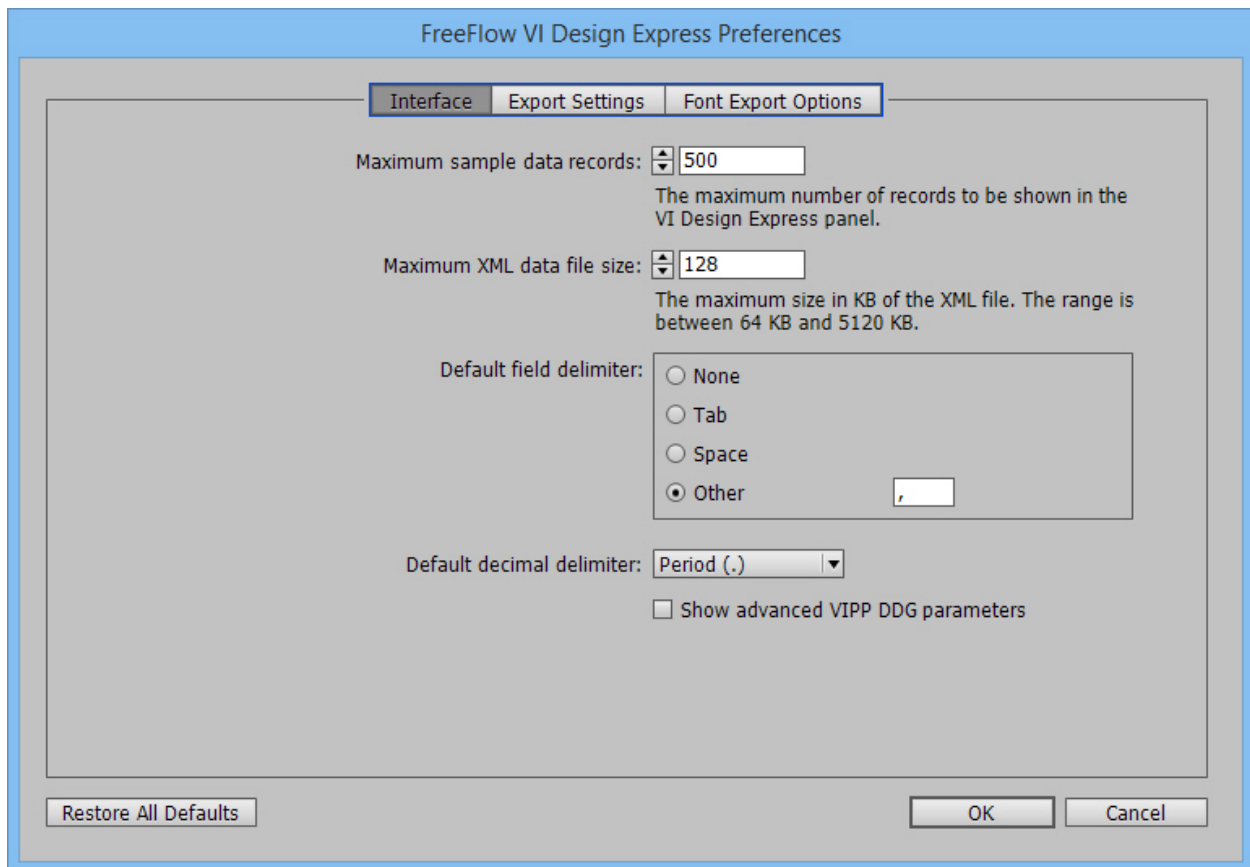 FreeFlow VI Design Express Preferences
Interface Export Settings Font Export Options
Maximum sample data records: 500
The maximum number of records to be shown in the
VI Design Express panel.
Maximum XML data file size: 128
The maximum size in KB of the XML file. The range is
between 64 KB and 5120 KB.
Default field delimiter:
None
Tab
Space
Other ,
Default decimal delimiter: Period (.)
Show advanced VIPP DDG parameters
Restore All Defaults OK Cancel